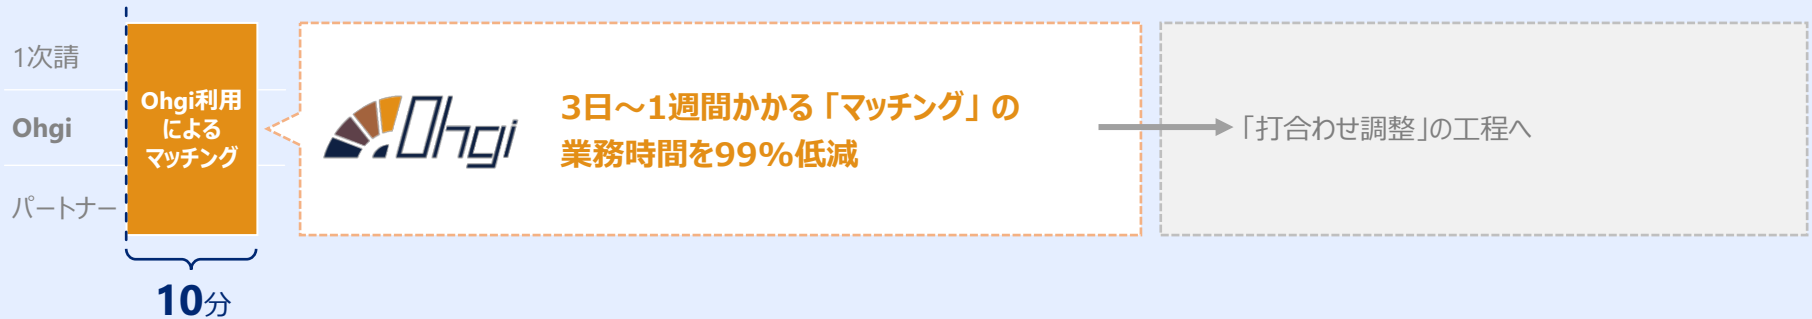 1次請
Ohgi
パートナー
Ohgi利用
による
マッチング
10分
Ohgi
3日～1週間かかる「マッチング」の
業務時間を99%低減
「打合わせ調整」の工程へ